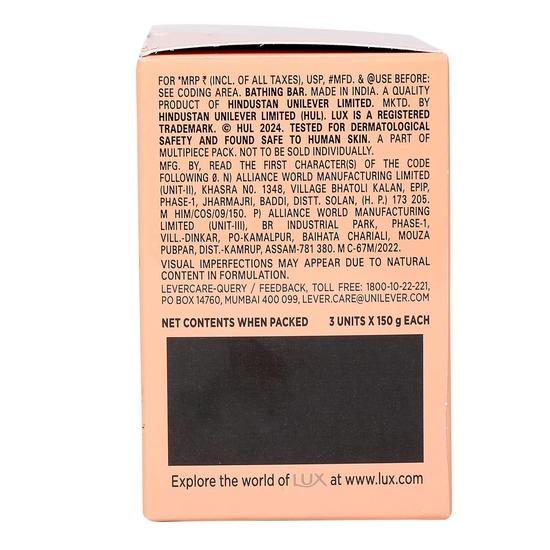 FOR *MRP ₹ (INCL. OF ALL TAXES), USP, #MFD. & @USE BEFORE:
SEE CODING AREA. BATHING BAR. MADE IN INDIA. A QUALITY
PRODUCT OF HINDUSTAN UNILEVER LIMITED. MKTD. BY
HINDUSTAN UNILEVER LIMITED (HUL). LUX IS A REGISTERED
TRADEMARK. © HUL 2024. TESTED FOR DERMATOLOGICAL
SAFETY AND FOUND SAFE TO HUMAN SKIN. A PART OF
MULTIPIECE PACK. NOT TO BE SOLD INDIVIDUALLY.
MFG. BY, READ THE FIRST CHARACTER(S) OF THE CODE
FOLLOWING Ø. N) ALLIANCE WORLD MANUFACTURING LIMITED
(UNIT-II), KHASRA NO. 1348, VILLAGE BHATOLI KALAN, EPIP,
PHASE-1, JHARMAJRI, BADDI, DISTT. SOLAN, (H. P.) 173 205.
M HIM/COS/09/150. P) ALLIANCE WORLD MANUFACTURING
LIMITED (UNIT-III), BR INDUSTRIAL PARK, PHASE-1,
VILL.-DINKAR, PO-KAMALPUR, BAIHATA CHARIALI, MOUZA
PUBPAR, DIST.-KAMRUP, ASSAM-781 380. M C-67M/2022.
VISUAL IMPERFECTIONS MAY APPEAR DUE TO NATURAL
CONTENT IN FORMULATION.
LEVERCARE-QUERY / FEEDBACK, TOLL FREE: 1800-10-22-221,
PO BOX 14760, MUMBAI 400 099, LEVER.CARE@UNILEVER.COM
NET CONTENTS WHEN PACKED 3 UNITS X 150 g EACH
Explore the world of LUX at www.lux.com